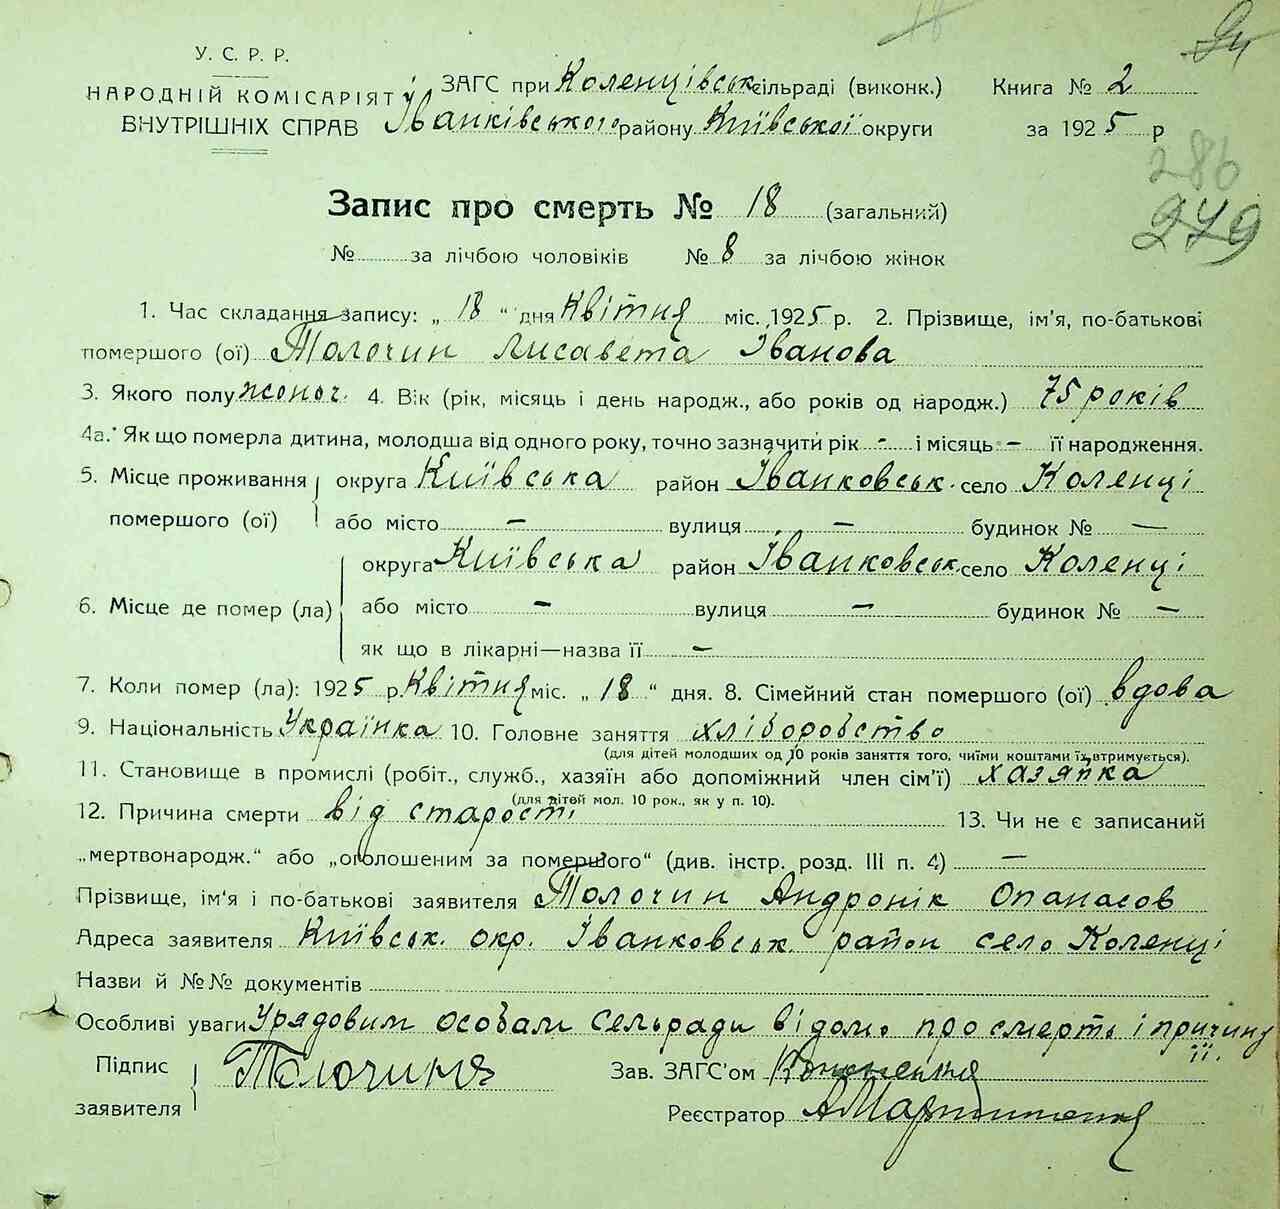 У. С. Р. Р.
НАРОДНІЙ КОМІСАРІЯТ
ВНУТРІШНІХ СПРАВ
ЗАГС при Коленцівськ. сільраді (виконк.)
Іванківського району Київської округи
Книга № 2
за 1925 р
286
279
Запис про смерть № 18 (загальний)
№ за лічбою чоловіків № 8 за лічбою жінок
1. Час складання запису: „ 18 “ дня Квітня міс. 1925 р. 2. Прізвище, ім'я, по-батькові
помершого (ої) Толочин Лисавета Іванова
3. Якого полу жоноч. 4. Вік (рік, місяць і день народж., або років од народж.) 75 років
4а. Як що померла дитина, молодша від одного року, точно зазначити рік - і місяць - її народження.
5. Місце проживання округа Київська район Іванковськ. село Коленці
помершого (ої) або місто - вулиця - будинок № -
округа Київська район Іванковськ. село Коленці
6. Місце де помер (ла) або місто - вулиця - будинок № -
як що в лікарні—назва її -
7. Коли помер (ла): 1925 р. Квітня міс. „ 18 “ дня. 8. Сімейний стан помершого (ої) вдова
9. Національність Українка 10. Головне заняття хліборобство
(для дітей молодших од 10 років заняття того, чиїми коштами їх втримується).
11. Становище в промислі (робіт., служб., хазяїн або допоміжний член сім'ї) хазяйка
(для дітей мол. 10 рок., як у п. 10).
12. Причина смерти від старости 13. Чи не є записаний
„мертвонародж.“ або „оголошеним за помершого“ (див. інстр. розд. III п. 4) —
Прізвище, ім'я і по-батькові заявителя Толочин Андронік Опанасов
Адреса заявителя Київськ. окр. Іванковськ. район село Коленці
Назви й №№ документів
Особливі уваги Урядовим особам сельради відомо про смерть і причину
її.
Підпис заявителя Толочина
Зав. ЗАГС'ом Кононенка
Реєстратор АМартиненко